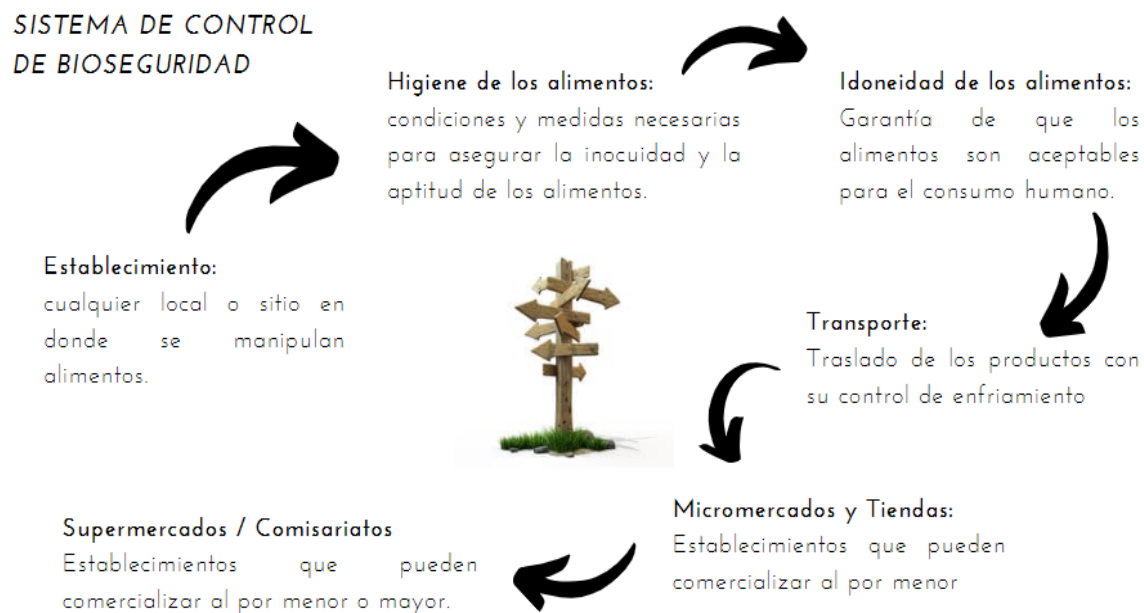 SISTEMA DE CONTROL
DE BIOSEGURIDAD
Establecimiento:
cualquier local o sitio en
donde se manipulan
alimentos.
Higiene de los alimentos:
condiciones y medidas necesarias
para asegurar la inocuidad y la
aptitud de los alimentos.
Idoneidad de los alimentos:
Garantía de que los
alimentos son aceptables
para el consumo humano.
Transporte:
Traslado de los productos con
su control de enfriamiento
Micromercados y Tiendas:
Establecimientos que pueden
comercializar al por menor
Supermercados / Comisariatos
Establecimientos que pueden
comercializar al por menor o mayor.